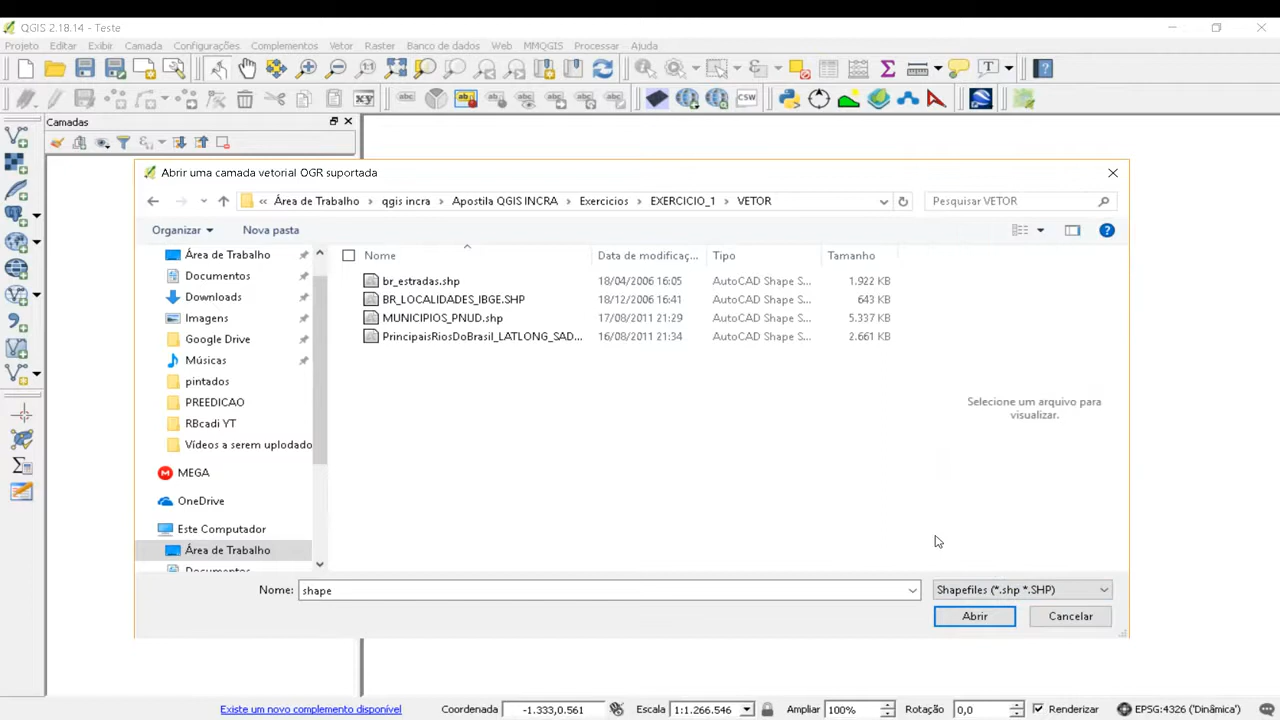 QGIS 2.18.14 - Teste
Projeto Editar Exibir Camada Configurações Complementos Vetor Raster Banco de dados Web MMQGIS Processar Ajuda
CSW
xy
abc
Camadas
Abrir uma camada vetorial OGR suportada
« Área de Trabalho › qgis incra › Apostila QGIS INCRA › Exercicios › EXERCICIO_1 › VETOR
Pesquisar VETOR
Organizar
Nova pasta
Nome
Data de modificaç...
Tipo
Tamanho
br_estradas.shp 18/04/2006 16:05 AutoCAD Shape S... 1.922 KB
BR_LOCALIDADES_IBGE.SHP 18/12/2006 16:41 AutoCAD Shape S... 643 KB
MUNICIPIOS_PNUD.shp 17/08/2011 21:29 AutoCAD Shape S... 5.337 KB
PrincipaisRiosDoBrasil_LATLONG_SAD... 16/08/2011 21:34 AutoCAD Shape S... 2.661 KB
Área de Trabalho
Documentos
Downloads
Imagens
Google Drive
Músicas
pintados
PREEDICAO
RBcadi YT
Vídeos a serem uplodado
MEGA
OneDrive
Este Computador
Área de Trabalho
Documentos
Selecione um arquivo para
visualizar.
Nome: shape
Shapefiles (*.shp *.SHP)
Abrir
Cancelar
Existe um novo complemento disponível
Coordenada -1.333,0.561 Escala 1:1.266.546 Ampliar 100% Rotação 0,0 Renderizar EPSG:4326 ('Dinâmica')